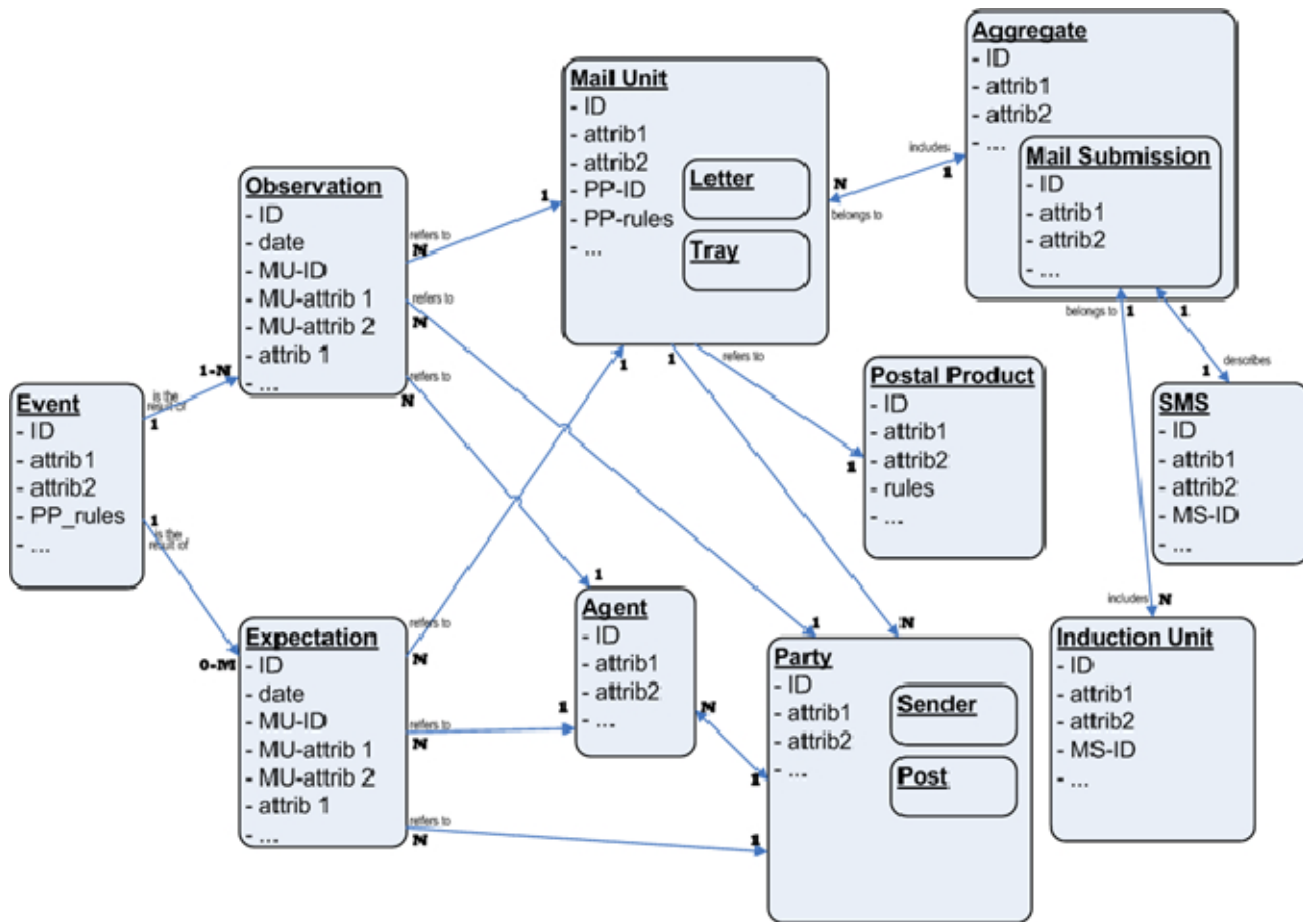 Aggregate
- ID
- attrib1
- attrib2
- ...
Mail Submission
- ID
- attrib1
- attrib2
- ...
Mail Unit
- ID
- attrib1
- attrib2
- PP-ID
- PP-rules
- ...
Letter
Tray
includes
1
N
belongs to
Observation
- ID
- date
- MU-ID
- MU-attrib 1
- MU-attrib 2
- attrib 1
- ...
1
refers to
N
refers to
N
refers to
N
belongs to
1
1
describes
1
1
1
refers to
1
Postal Product
- ID
- attrib1
- attrib2
- rules
- ...
SMS
- ID
- attrib1
- attrib2
- MS-ID
- ...
Event
- ID
- attrib1
- attrib2
- PP_rules
- ...
1-N
is the
result of
1
1
is the
result of
0-M
Expectation
- ID
- date
- MU-ID
- MU-attrib 1
- MU-attrib 2
- attrib 1
- ...
refers to
N
refers to
N
refers to
N
1
Agent
- ID
- attrib1
- attrib2
- ...
1
N
1
1
1
N
Party
- ID
- attrib1
- attrib2
- ...
Sender
Post
includes
N
Induction Unit
- ID
- attrib1
- attrib2
- MS-ID
- ...